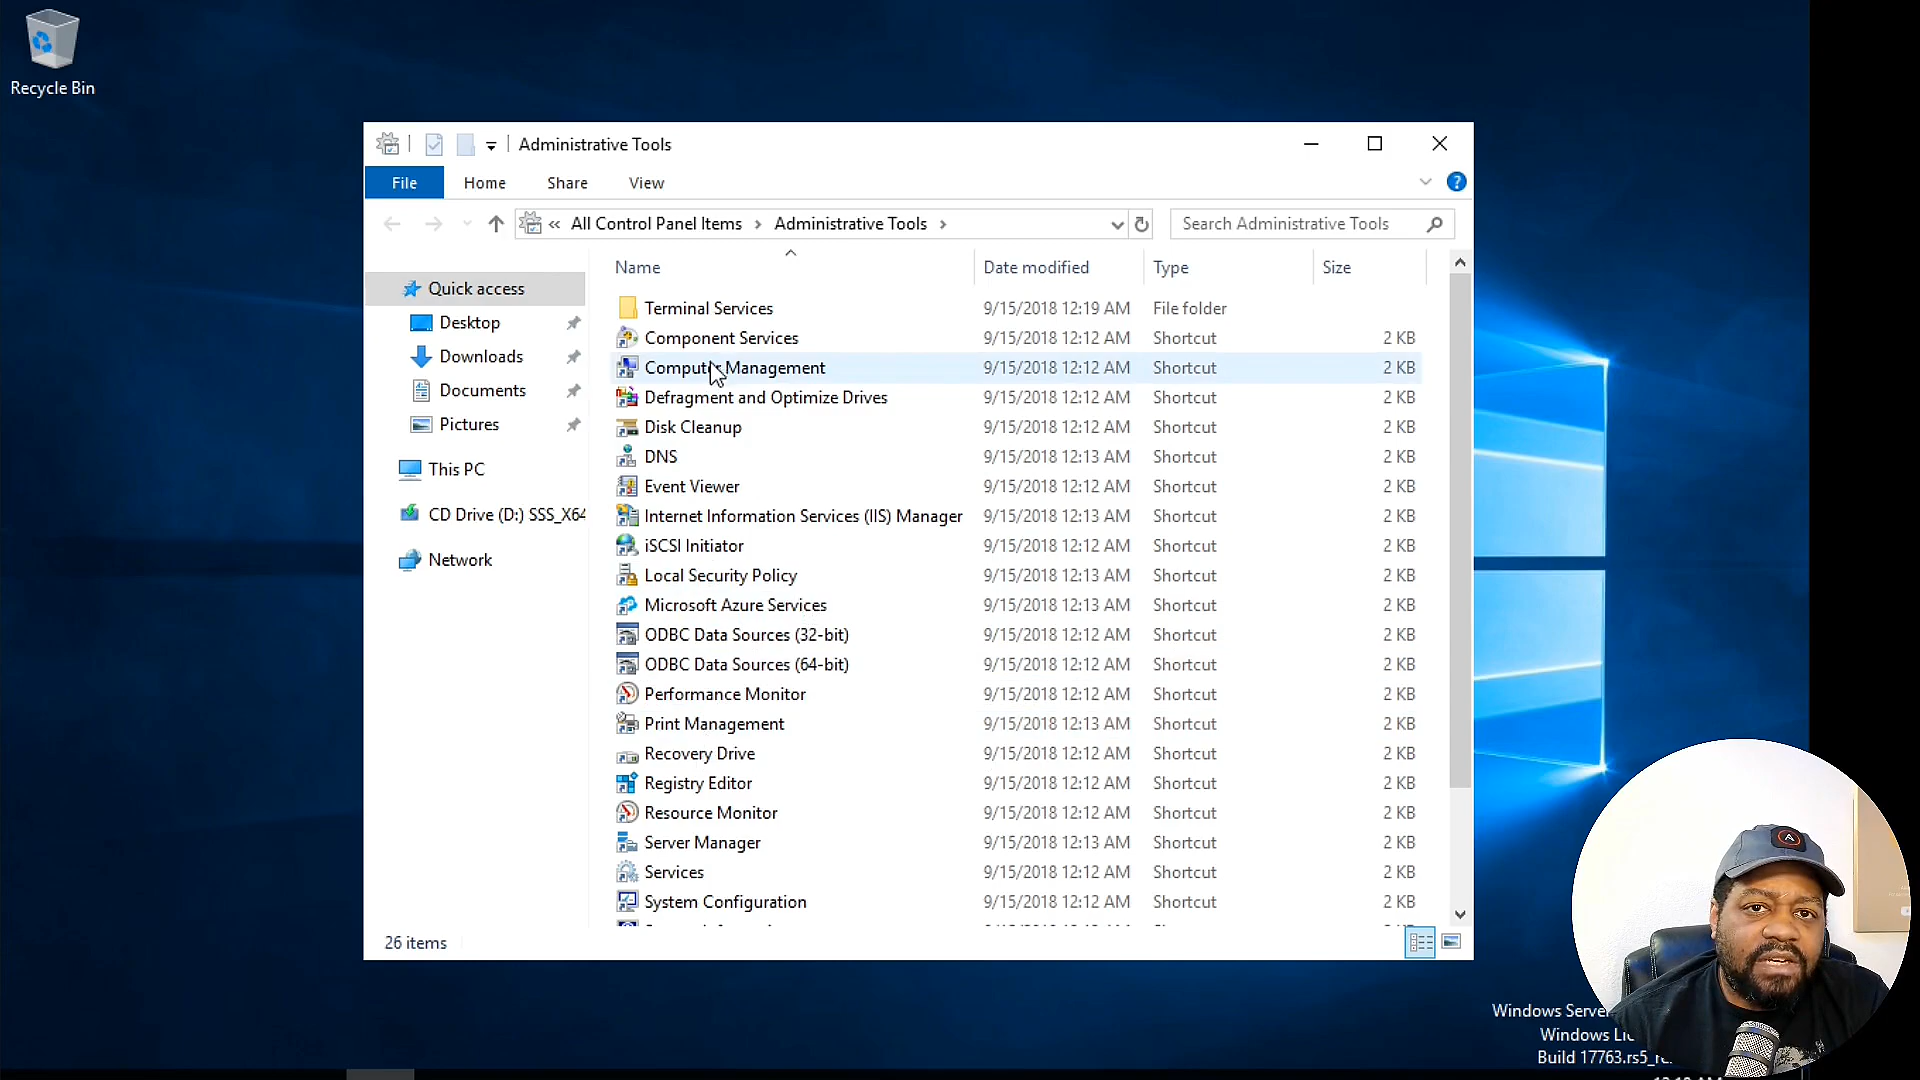 Recycle Bin
Administrative Tools
File Home Share View
« All Control Panel Items > Administrative Tools >
Search Administrative Tools
Quick access
Desktop
Downloads
Documents
Pictures
This PC
CD Drive (D:) SSS_X64
Network
Name Date modified Type Size
Terminal Services 9/15/2018 12:19 AM File folder
Component Services 9/15/2018 12:12 AM Shortcut 2 KB
Computer Management 9/15/2018 12:12 AM Shortcut 2 KB
Defragment and Optimize Drives 9/15/2018 12:12 AM Shortcut 2 KB
Disk Cleanup 9/15/2018 12:12 AM Shortcut 2 KB
DNS 9/15/2018 12:13 AM Shortcut 2 KB
Event Viewer 9/15/2018 12:12 AM Shortcut 2 KB
Internet Information Services (IIS) Manager 9/15/2018 12:13 AM Shortcut 2 KB
iSCSI Initiator 9/15/2018 12:12 AM Shortcut 2 KB
Local Security Policy 9/15/2018 12:13 AM Shortcut 2 KB
Microsoft Azure Services 9/15/2018 12:13 AM Shortcut 2 KB
ODBC Data Sources (32-bit) 9/15/2018 12:12 AM Shortcut 2 KB
ODBC Data Sources (64-bit) 9/15/2018 12:12 AM Shortcut 2 KB
Performance Monitor 9/15/2018 12:12 AM Shortcut 2 KB
Print Management 9/15/2018 12:13 AM Shortcut 2 KB
Recovery Drive 9/15/2018 12:12 AM Shortcut 2 KB
Registry Editor 9/15/2018 12:12 AM Shortcut 2 KB
Resource Monitor 9/15/2018 12:12 AM Shortcut 2 KB
Server Manager 9/15/2018 12:13 AM Shortcut 2 KB
Services 9/15/2018 12:12 AM Shortcut 2 KB
System Configuration 9/15/2018 12:12 AM Shortcut 2 KB
26 items
Windows Server
Windows
Build 17763.rs5_